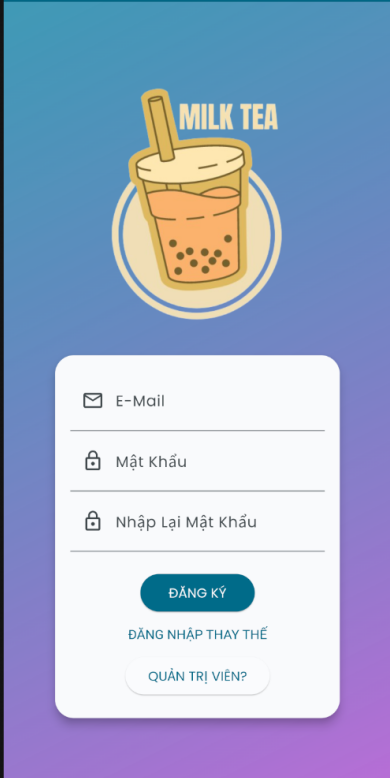 MILK TEA
E-Mail
Mật Khẩu
Nhập Lại Mật Khẩu
ĐĂNG KÝ
ĐĂNG NHẬP THAY THẾ
QUẢN TRỊ VIÊN?